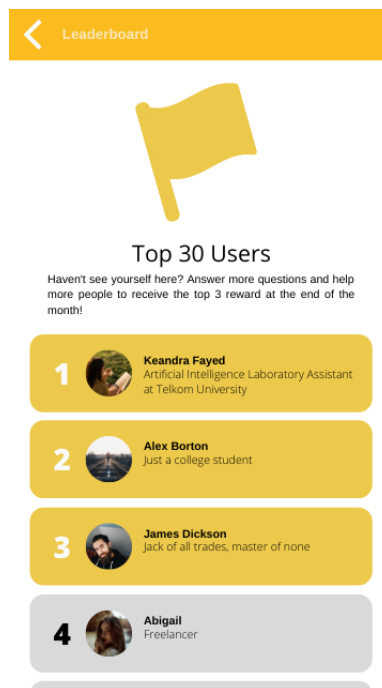 Leaderboard
Top 30 Users
Haven't see yourself here? Answer more questions and help
more people to receive the top 3 reward at the end of the
month!
1
Keandra Fayed
Artificial Intelligence Laboratory Assistant
at Telkom University
2
Alex Borton
Just a college student
3
James Dickson
Jack of all trades, master of none
4
Abigail
Freelancer